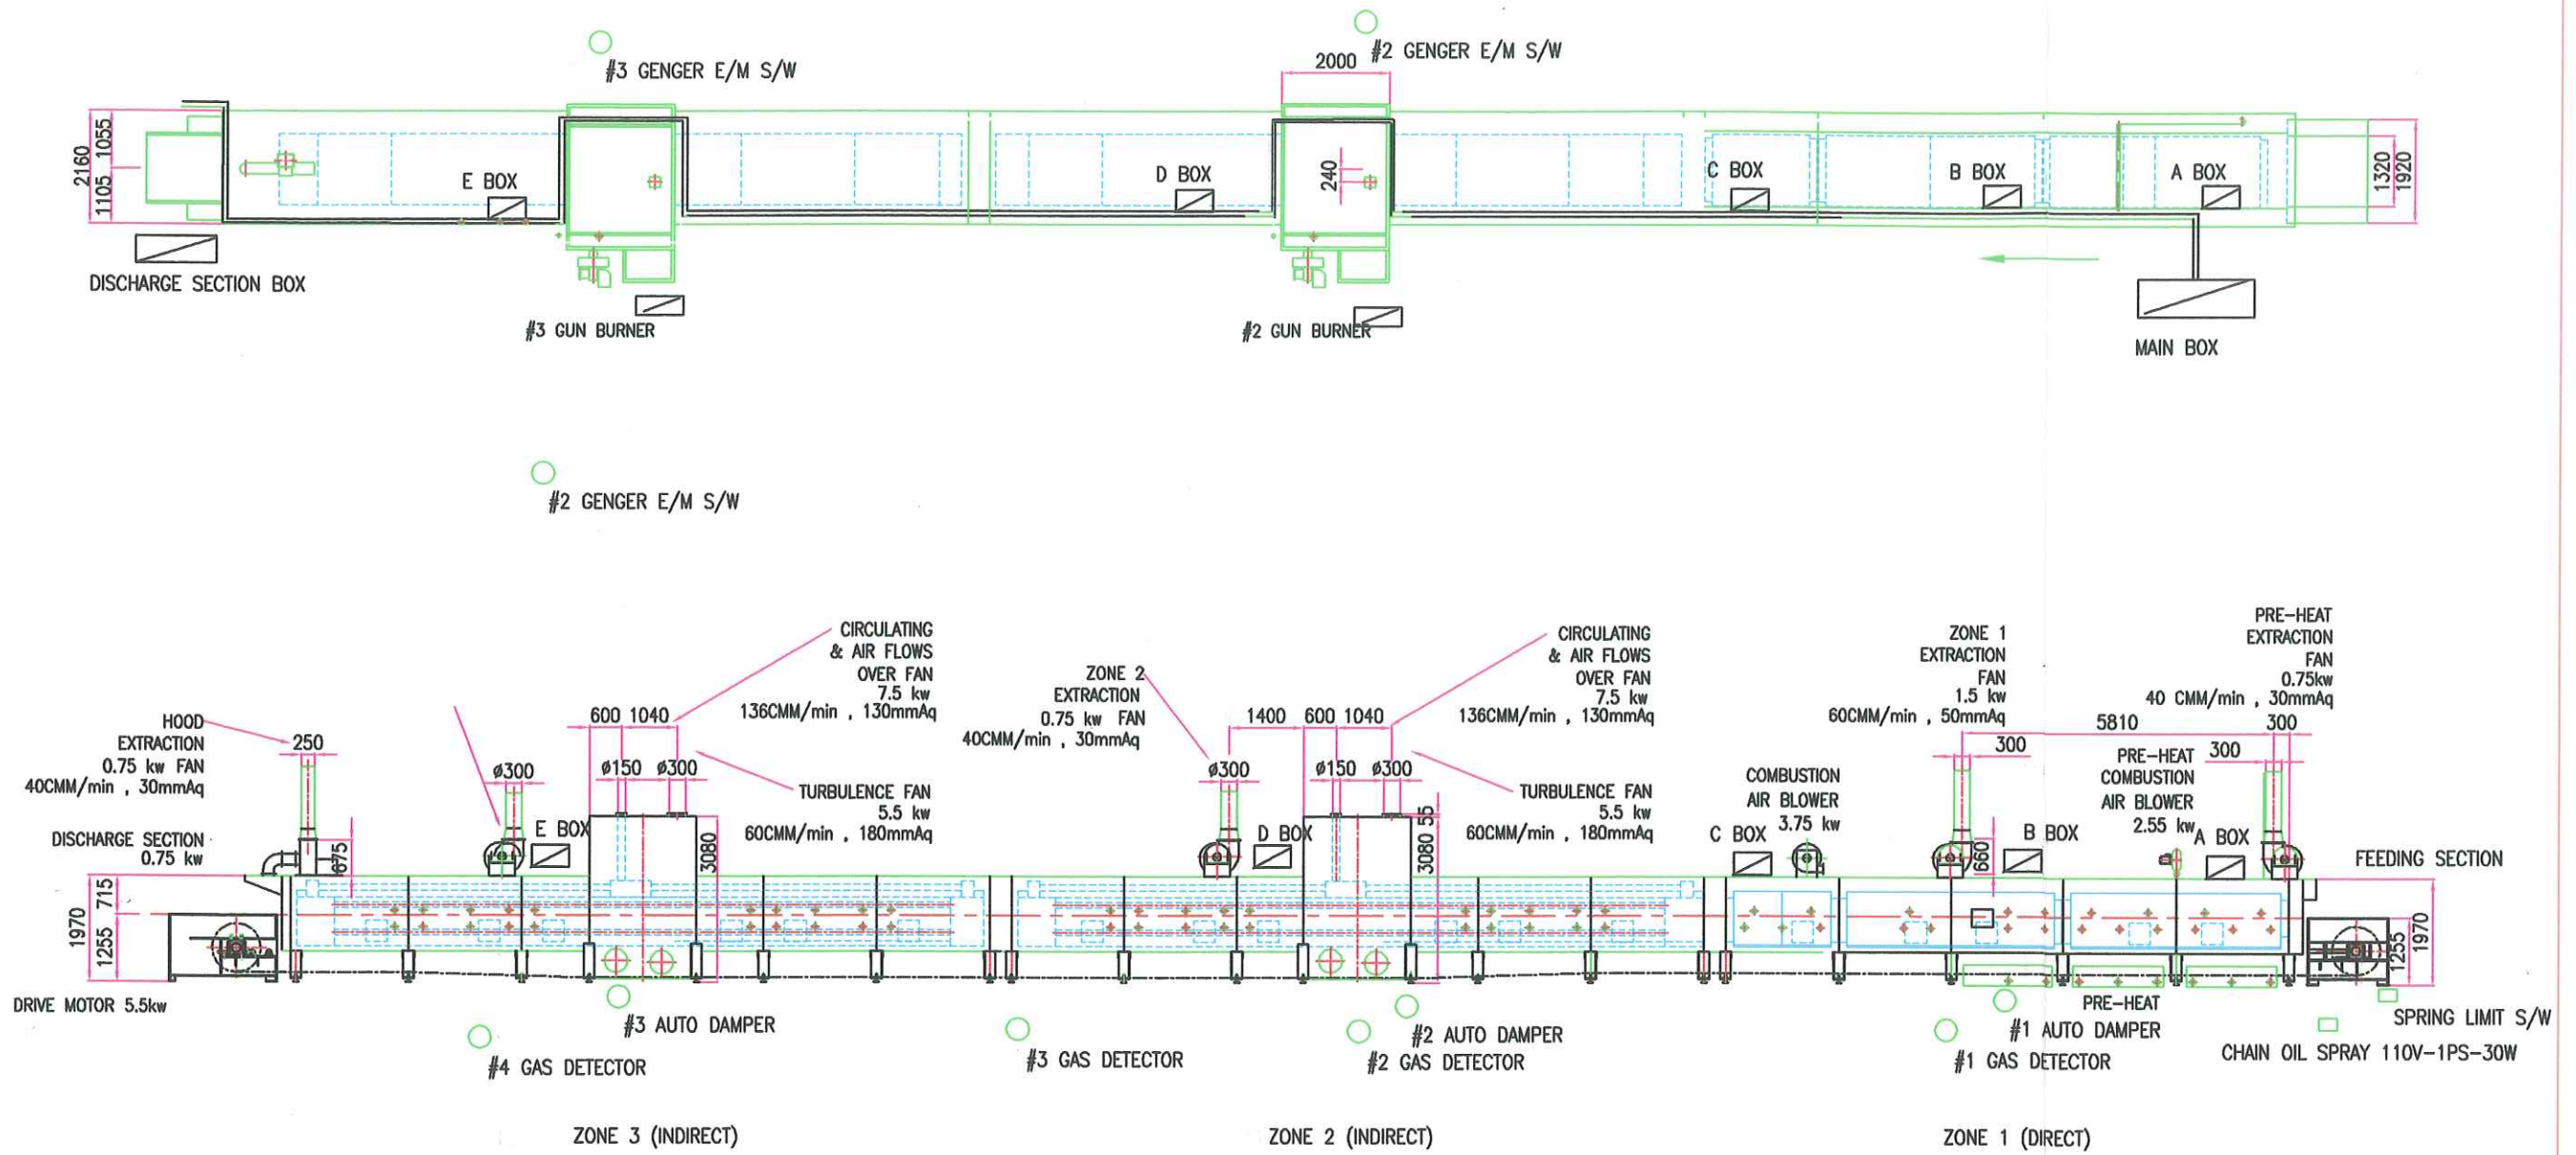 #3 GENGER E/M S/W
#2 GENGER E/M S/W
2000
2160
1055
1105
E BOX
D BOX
240
C BOX
B BOX
A BOX
1320
1920
DISCHARGE SECTION BOX
#3 GUN BURNER
#2 GUN BURNER
MAIN BOX
#2 GENGER E/M S/W
HOOD
EXTRACTION
0.75 kw FAN
40CMM/min , 30mmAq
250
DISCHARGE SECTION
0.75 kw
675
ø300
E BOX
600 1040
ø150 ø300
CIRCULATING
& AIR FLOWS
OVER FAN
7.5 kw
136CMM/min , 130mmAq
TURBULENCE FAN
5.5 kw
60CMM/min , 180mmAq
3080
ZONE 2
EXTRACTION
0.75 kw FAN
40CMM/min , 30mmAq
1400 600 1040
ø300
ø150 ø300
D BOX
CIRCULATING
& AIR FLOWS
OVER FAN
7.5 kw
136CMM/min , 130mmAq
TURBULENCE FAN
5.5 kw
60CMM/min , 180mmAq
3080 55
COMBUSTION
AIR BLOWER
3.75 kw
C BOX
ZONE 1
EXTRACTION
FAN
1.5 kw
60CMM/min , 50mmAq
300
660
B BOX
5810
PRE-HEAT
EXTRACTION
FAN
0.75kw
40 CMM/min , 30mmAq
300
300
PRE-HEAT
COMBUSTION
AIR BLOWER
2.55 kw
A BOX
FEEDING SECTION
1970
715
1255
1255
1970
DRIVE MOTOR 5.5kw
#3 AUTO DAMPER
#4 GAS DETECTOR
#3 GAS DETECTOR
#2 AUTO DAMPER
#2 GAS DETECTOR
PRE-HEAT
#1 AUTO DAMPER
#1 GAS DETECTOR
SPRING LIMIT S/W
CHAIN OIL SPRAY 110V-1PS-30W
ZONE 3 (INDIRECT)
ZONE 2 (INDIRECT)
ZONE 1 (DIRECT)